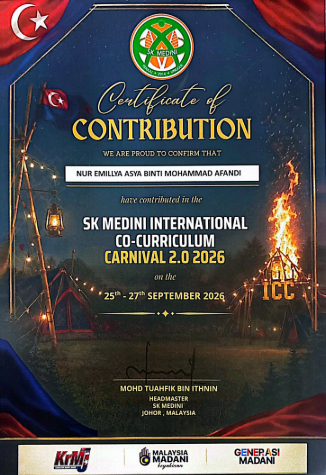 SK MEDINI
Certificate of
CONTRIBUTION
WE ARE PROUD TO CONFIRM THAT
NUR EMILLYA ASYA BINTI MOHAMMAD AFANDI
have contributed in the
SK MEDINI INTERNATIONAL
CO-CURRICULUM
CARNIVAL 2.0 2026
on the
25th - 27th SEPTEMBER 2026
ICC
MOHD TUAHFIK BIN ITHNIN
HEADMASTER
SK MEDINI
JOHOR , MALAYSIA
KrMJ
MALAYSIA
MADANI
GENERASI
MADANI